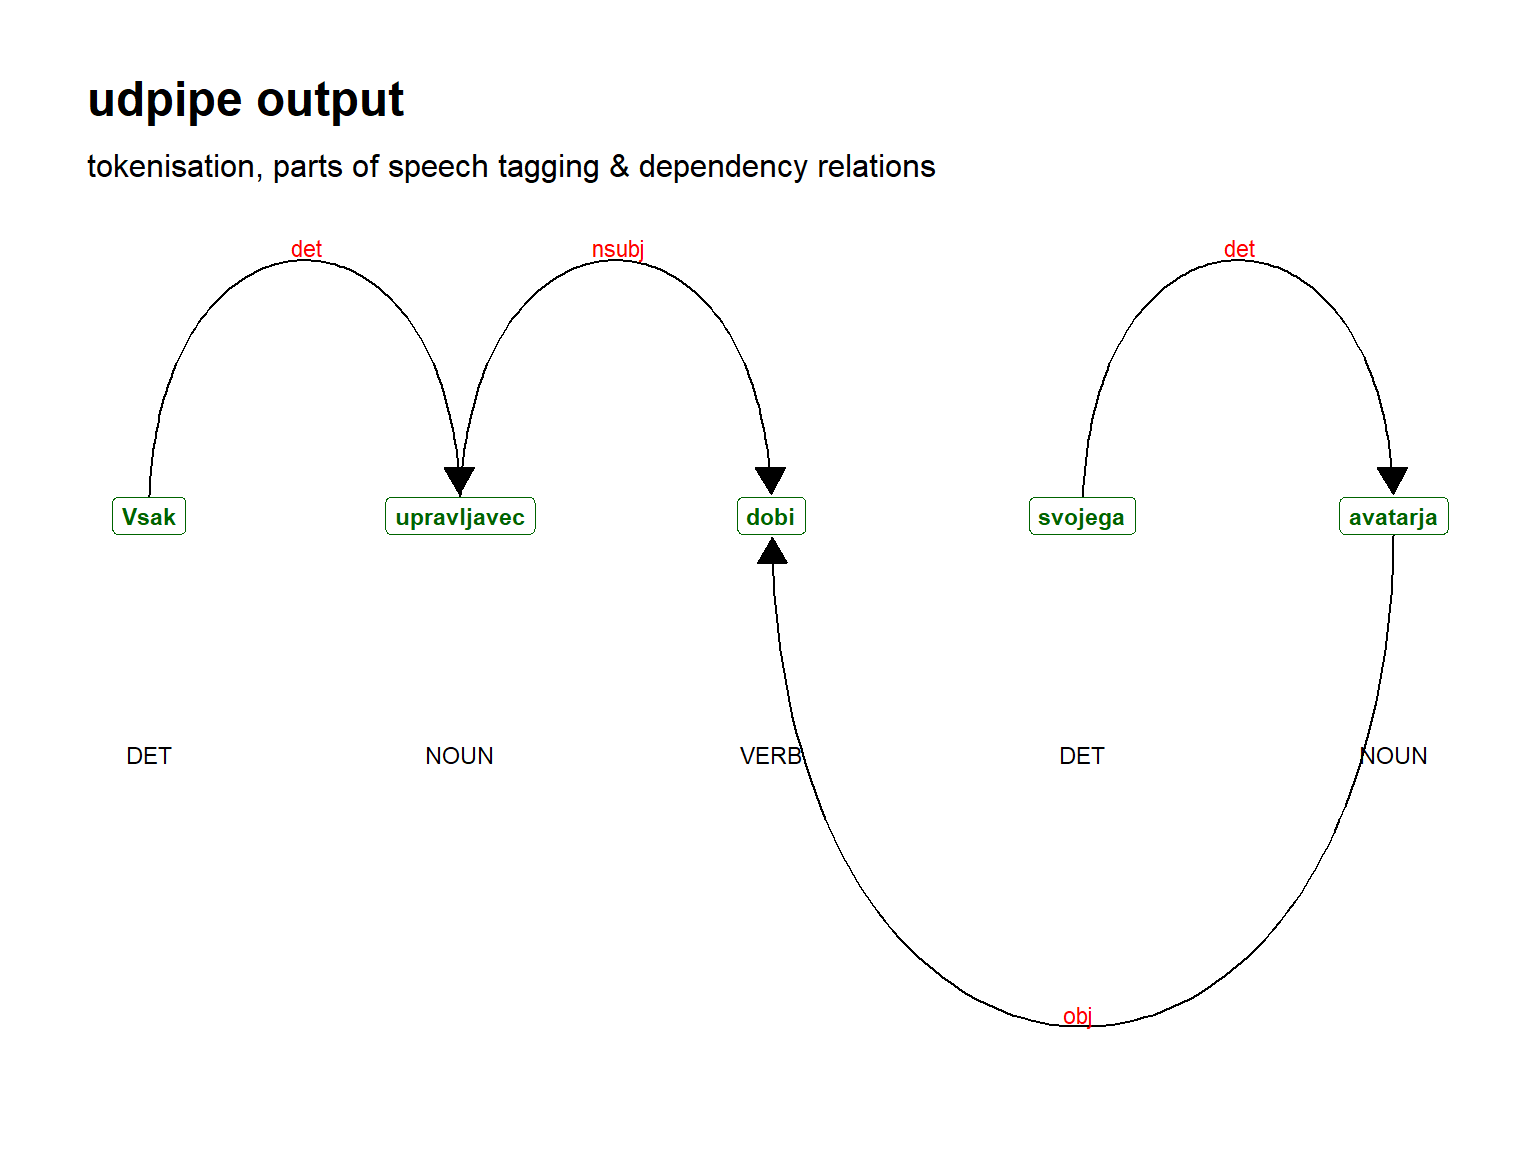 udpipe output
tokenisation, parts of speech tagging & dependency relations
det nsubj det
Vsak upravljavec dobi svojega avatarja
DET NOUN VERB DET NOUN
obj